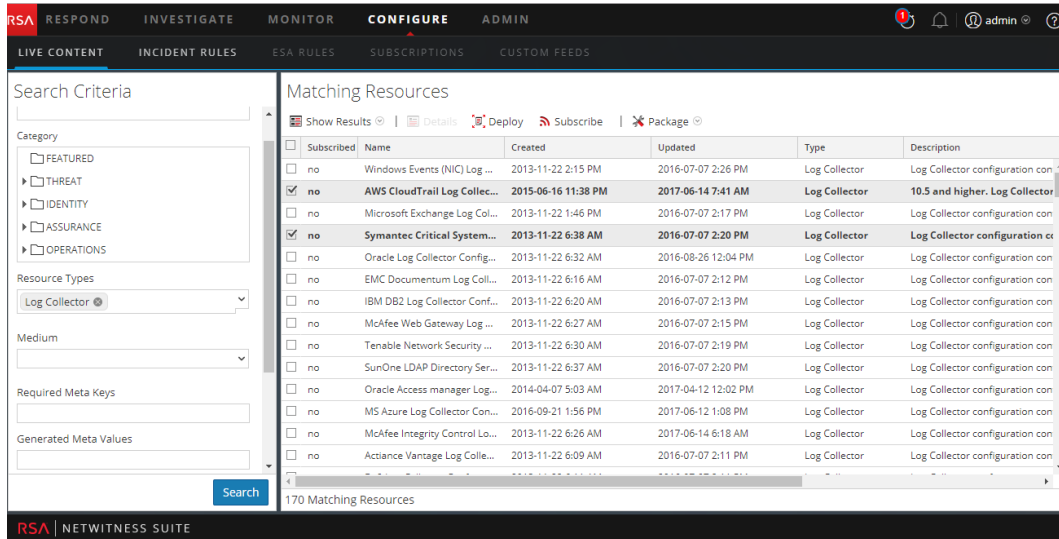 RSA RESPOND INVESTIGATE MONITOR CONFIGURE ADMIN 1 admin ?
LIVE CONTENT INCIDENT RULES ESA RULES SUBSCRIPTIONS CUSTOM FEEDS
Search Criteria
Category
FEATURED
THREAT
IDENTITY
ASSURANCE
OPERATIONS
Resource Types
Log Collector
Medium
Required Meta Keys
Generated Meta Values
Search
Matching Resources
Show Results | Details Deploy Subscribe | Package
Subscribed Name Created Updated Type Description
no Windows Events (NIC) Log ... 2013-11-22 2:15 PM 2016-07-07 2:26 PM Log Collector Log Collector configuration con
no AWS CloudTrail Log Collec... 2015-06-16 11:38 PM 2017-06-14 7:41 AM Log Collector 10.5 and higher. Log Collector
no Microsoft Exchange Log Col... 2013-11-22 1:46 PM 2016-07-07 2:17 PM Log Collector Log Collector configuration con
no Symantec Critical System... 2013-11-22 6:38 AM 2016-07-07 2:20 PM Log Collector Log Collector configuration co
no Oracle Log Collector Config... 2013-11-22 6:32 AM 2016-08-26 12:04 PM Log Collector Log Collector configuration con
no EMC Documentum Log Coll... 2013-11-22 6:16 AM 2016-07-07 2:12 PM Log Collector Log Collector configuration con
no IBM DB2 Log Collector Conf... 2013-11-22 6:20 AM 2016-07-07 2:13 PM Log Collector Log Collector configuration con
no McAfee Web Gateway Log ... 2013-11-22 6:27 AM 2016-07-07 2:15 PM Log Collector Log Collector configuration con
no Tenable Network Security ... 2013-11-22 6:30 AM 2016-07-07 2:19 PM Log Collector Log Collector configuration con
no SunOne LDAP Directory Ser... 2013-11-22 6:37 AM 2016-07-07 2:20 PM Log Collector Log Collector configuration con
no Oracle Access manager Log... 2014-04-07 5:03 AM 2017-04-12 12:02 PM Log Collector Log Collector configuration con
no MS Azure Log Collector Con... 2016-09-21 1:56 PM 2017-06-12 1:08 PM Log Collector Log Collector configuration con
no McAfee Integrity Control Lo... 2013-11-22 6:26 AM 2017-06-14 6:18 AM Log Collector Log Collector configuration con
no Actiance Vantage Log Colle... 2013-11-22 6:09 AM 2016-07-07 2:11 PM Log Collector Log Collector configuration con
170 Matching Resources
RSA | NETWITNESS SUITE